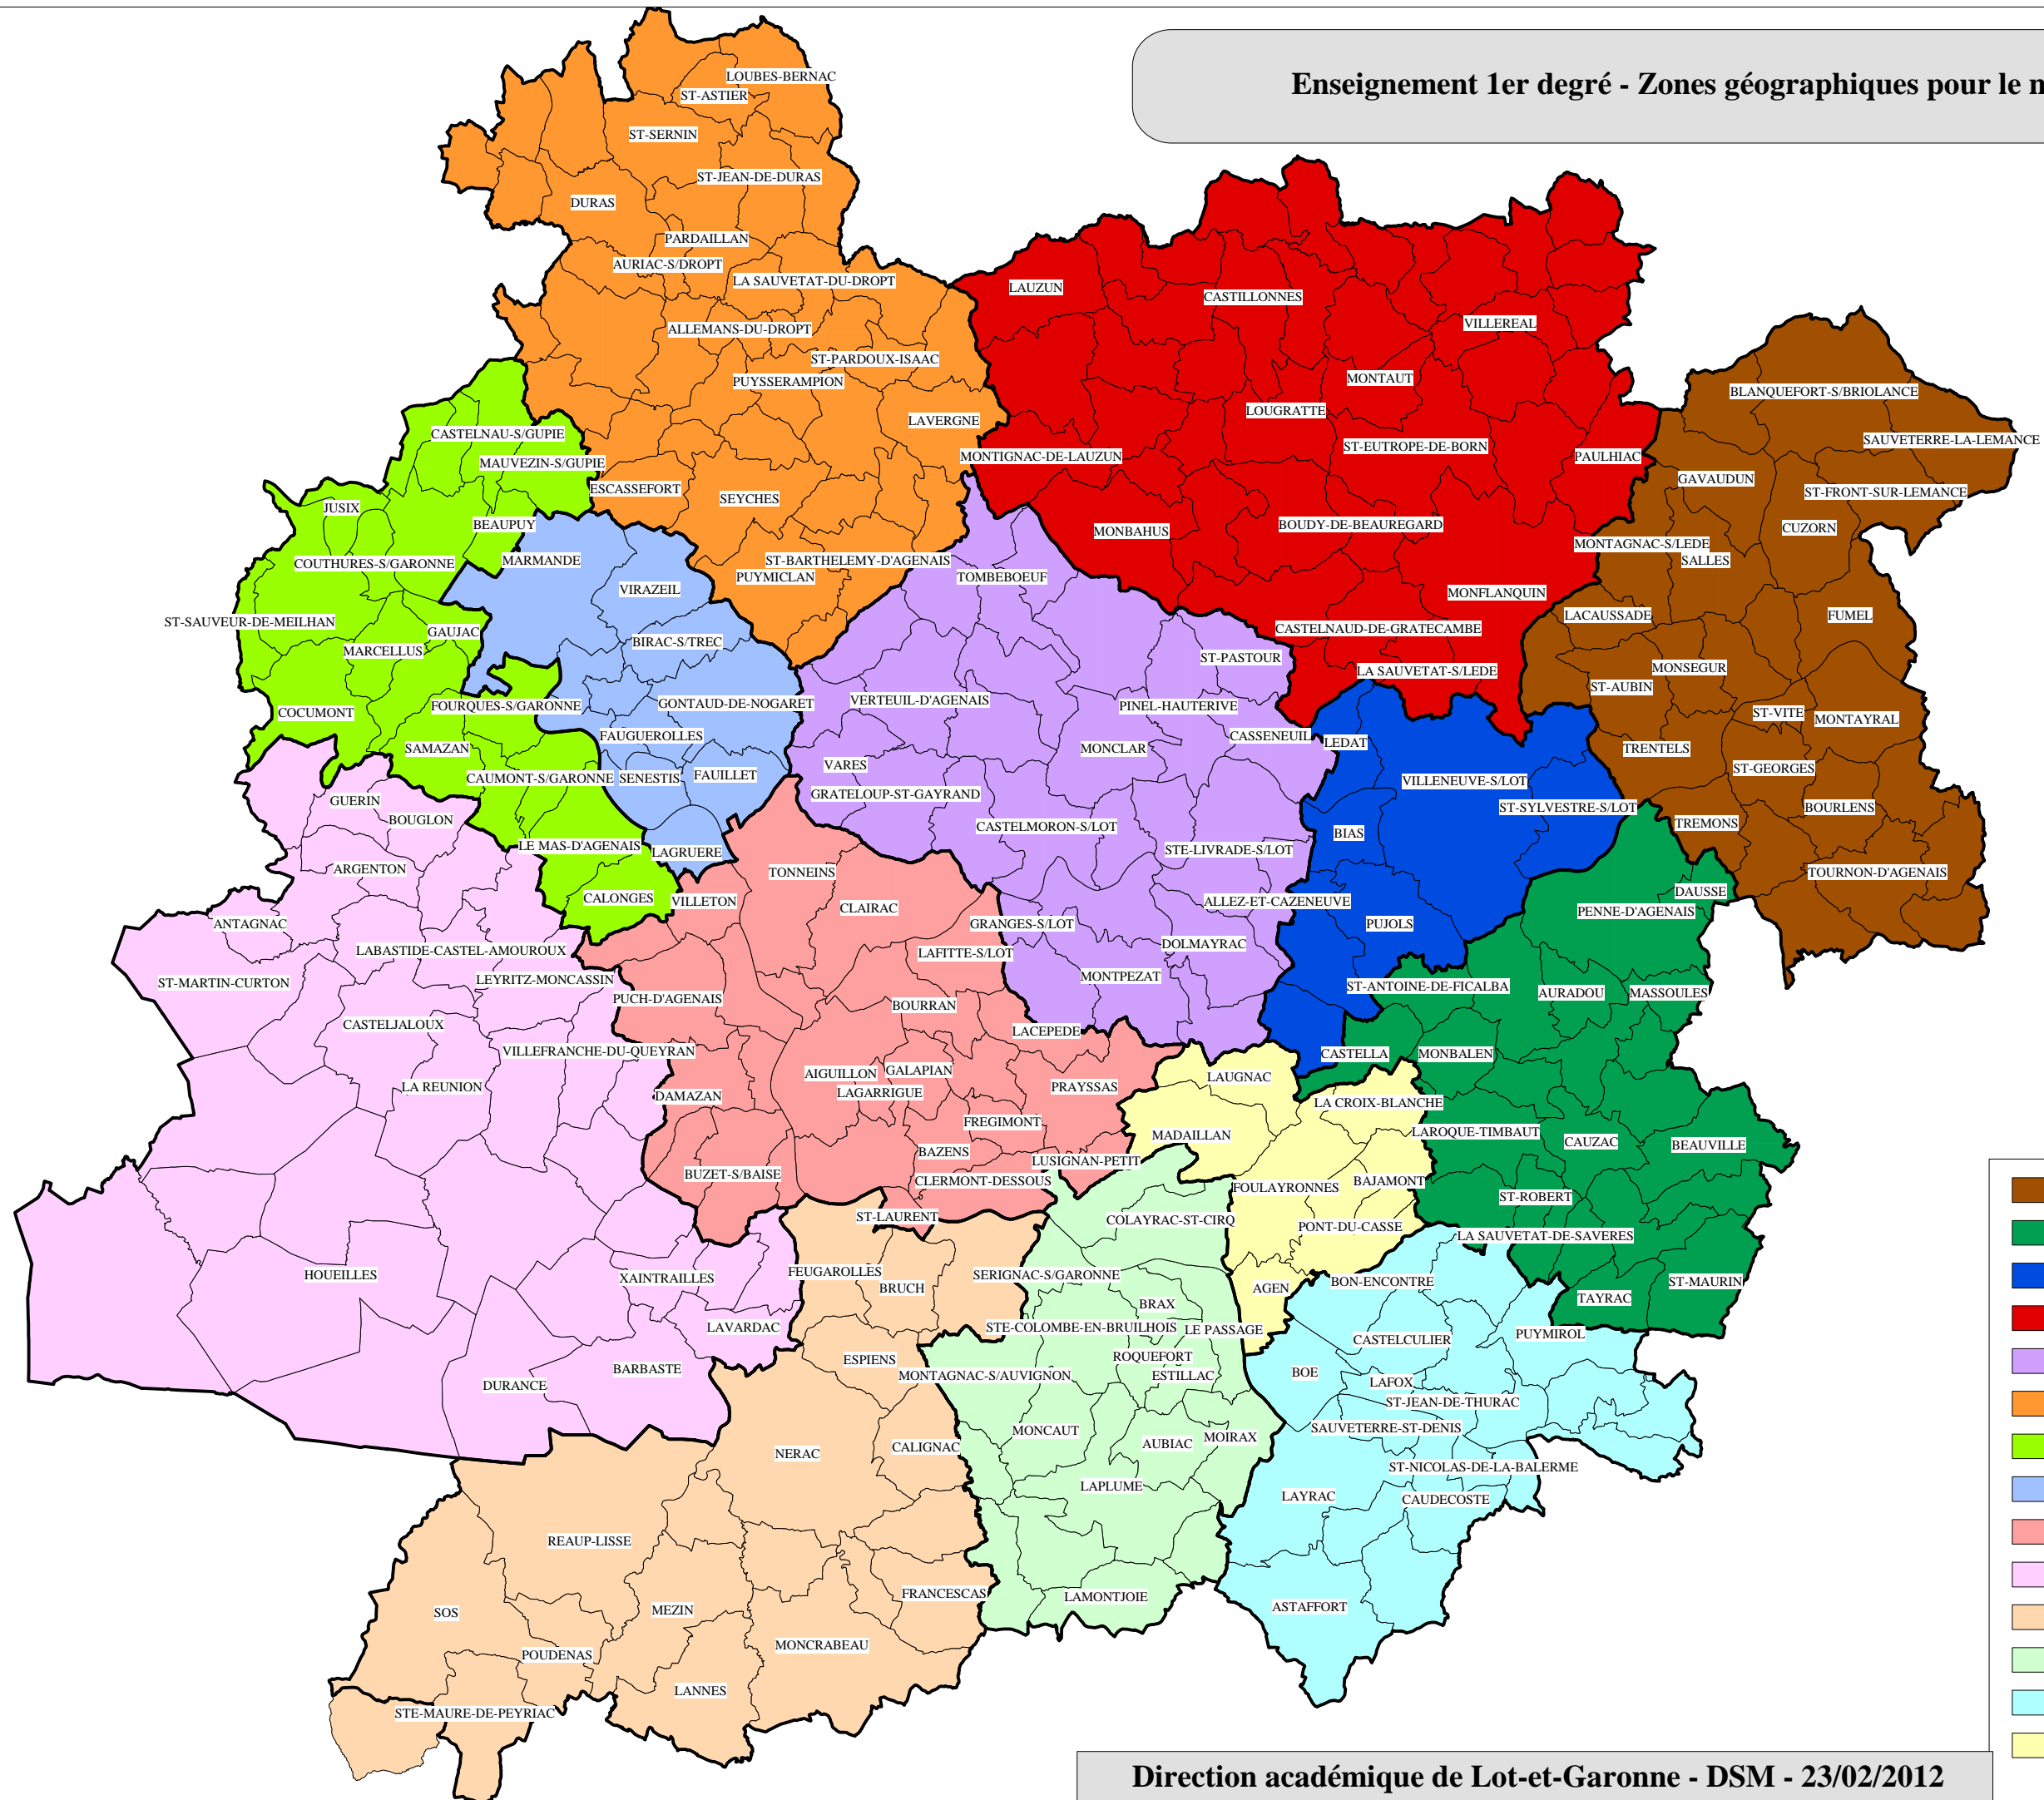 Enseignement 1er degré - Zones géographiques pour le
LOUBES-BERNAC
ST-ASTIER
ST-SERNIN
ST-JEAN-DE-DURAS
DURAS
PARDAILLAN
AURIAC-S/DROPT
LA SAUVETAT-DU-DROPT
ALLEMANS-DU-DROPT
ST-PARDOUX-ISAAC
PUYSSERAMPION
LAVERGNE
ESCASSEFORT
SEYCHES
ST-BARTHELEMY-D'AGENAIS
PUYMICLAN
LAUZUN
CASTILLONNES
VILLEREAL
MONTAUT
LOUGRATTE
ST-EUTROPE-DE-BORN
MONTIGNAC-DE-LAUZUN
PAULHIAC
BOUDY-DE-BEAUREGARD
MONBAHUS
MONFLANQUIN
CASTELNAUD-DE-GRATECAMBE
LA SAUVETAT-S/LEDE
BLANQUEFORT-S/BRIOLANCE
SAUVETERRE-LA-LEMANCE
GAVAUDUN
ST-FRONT-SUR-LEMANCE
CUZORN
MONTAGNAC-S/LEDE
SALLES
LACAUSSADE
FUMEL
MONSEGUR
ST-AUBIN
ST-VITE
MONTAYRAL
TRENTELS
ST-GEORGES
BOURLENS
TREMONS
TOURNON-D'AGENAIS
CASTELNAU-S/GUPIE
MAUVEZIN-S/GUPIE
JUSIX
BEAUPUY
COUTHURES-S/GARONNE
ST-SAUVEUR-DE-MEILHAN
GAUJAC
MARCELLUS
FOURQUES-S/GARONNE
COCUMONT
SAMAZAN
CAUMONT-S/GARONNE
LE MAS-D'AGENAIS
CALONGES
MARMANDE
VIRAZEIL
BIRAC-S/TREC
GONTAUD-DE-NOGARET
FAUGUEROLLES
SENESTIS
FAUILLET
LAGRUERE
TOMBEBOEUF
ST-PASTOUR
VERTEUIL-D'AGENAIS
PINEL-HAUTERIVE
CASSENEUIL
MONCLAR
VARES
GRATELOUP-ST-GAYRAND
CASTELMORON-S/LOT
STE-LIVRADE-S/LOT
ALLEZ-ET-CAZENEUVE
GRANGES-S/LOT
DOLMAYRAC
MONTPEZAT
LEDAT
VILLENEUVE-S/LOT
ST-SYLVESTRE-S/LOT
BIAS
PUJOLS
DAUSSE
PENNE-D'AGENAIS
ST-ANTOINE-DE-FICALBA
AURADOU
MASSOULES
CASTELLA
MONBALEN
LAROQUE-TIMBAUT
CAUZAC
BEAUVILLE
ST-ROBERT
LA SAUVETAT-DE-SAVERES
ST-MAURIN
TAYRAC
GUERIN
BOUGLON
ARGENTON
ANTAGNAC
LABASTIDE-CASTEL-AMOUROUX
ST-MARTIN-CURTON
LEYRITZ-MONCASSIN
CASTELJALOUX
VILLEFRANCHE-DU-QUEYRAN
LA REUNION
HOUEILLES
XAINTRAILLES
LAVARDAC
BARBASTE
DURANCE
TONNEINS
VILLETON
CLAIRAC
LAFITTE-S/LOT
PUCH-D'AGENAIS
BOURRAN
LACEPEDE
AIGUILLON
GALAPIAN
PRAYSSAS
DAMAZAN
LAGARRIGUE
FREGIMONT
BAZENS
LUSIGNAN-PETIT
BUZET-S/BAISE
CLERMONT-DESSOUS
ST-LAURENT
LAUGNAC
LA CROIX-BLANCHE
MADAILLAN
FOULAYRONNES
BAJAMONT
PONT-DU-CASSE
AGEN
COLAYRAC-ST-CIRQ
SERIGNAC-S/GARONNE
BRAX
STE-COLOMBE-EN-BRUILHOIS
LE PASSAGE
ROQUEFORT
MONTAGNAC-S/AUVIGNON
ESTILLAC
MONCAUT
AUBIAC
MOIRAX
LAPLUME
LAMONTJOIE
FEUGAROLLES
BRUCH
ESPIENS
NERAC
CALIGNAC
REAUP-LISSE
FRANCESCAS
SOS
MEZIN
MONCRABEAU
POUDENAS
LANNES
STE-MAURE-DE-PEYRIAC
BON-ENCONTRE
CASTELCULIER
PUYMIROL
BOE
LAFOX
ST-JEAN-DE-THURAC
SAUVETERRE-ST-DENIS
ST-NICOLAS-DE-LA-BALERME
LAYRAC
CAUDECOSTE
ASTAFFORT
Direction académique de Lot-et-Garonne - DSM - 23/02/2012